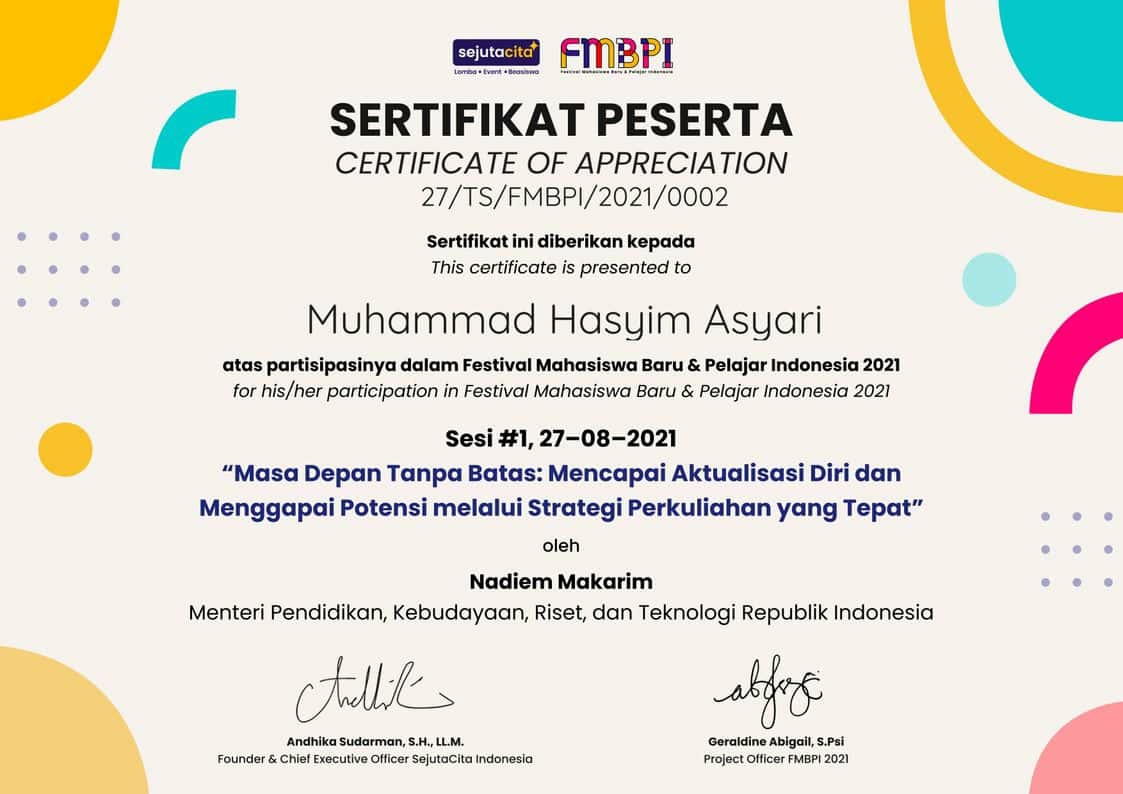 sejutacita
Lomba • Event • Beasiswa
FMBPI
Festival Mahasiswa Baru & Pelajar Indonesia
SERTIFIKAT PESERTA
CERTIFICATE OF APPRECIATION
27/TS/FMBPI/2021/0002
Sertifikat ini diberikan kepada
This certificate is presented to
Muhammad Hasyim Asyari
atas partisipasinya dalam Festival Mahasiswa Baru & Pelajar Indonesia 2021
for his/her participation in Festival Mahasiswa Baru & Pelajar Indonesia 2021
Sesi #1, 27–08–2021
“Masa Depan Tanpa Batas: Mencapai Aktualisasi Diri dan
Menggapai Potensi melalui Strategi Perkuliahan yang Tepat”
oleh
Nadiem Makarim
Menteri Pendidikan, Kebudayaan, Riset, dan Teknologi Republik Indonesia
Andhika Sudarman, S.H., LL.M.
Founder & Chief Executive Officer SejutaCita Indonesia
Geraldine Abigail, S.Psi
Project Officer FMBPI 2021